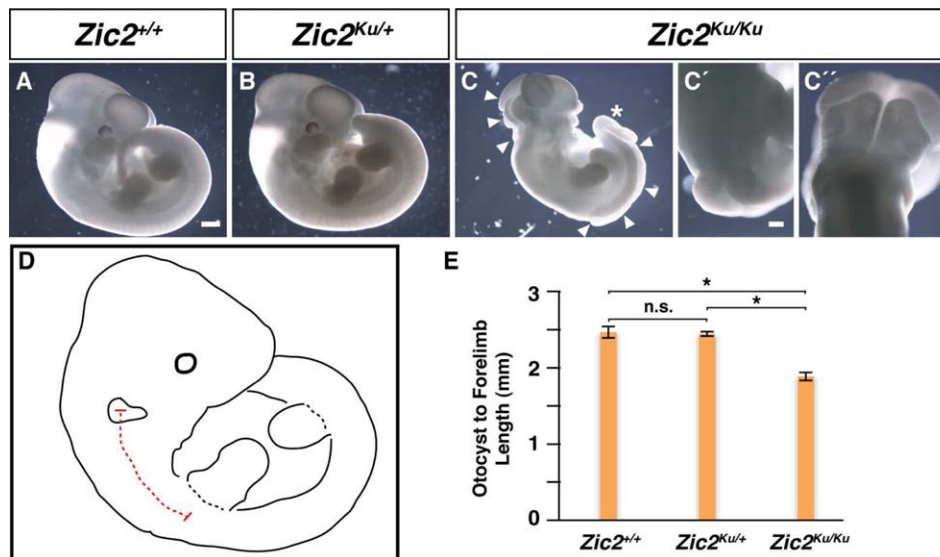 Zic2+/+ Zic2Ku/+ Zic2Ku/Ku
A B C * C´ C´´
D E
3
*
n.s. *
2
1
0
Otocyst to Forelimb
Length (mm)
Zic2+/+ Zic2Ku/+ Zic2Ku/Ku